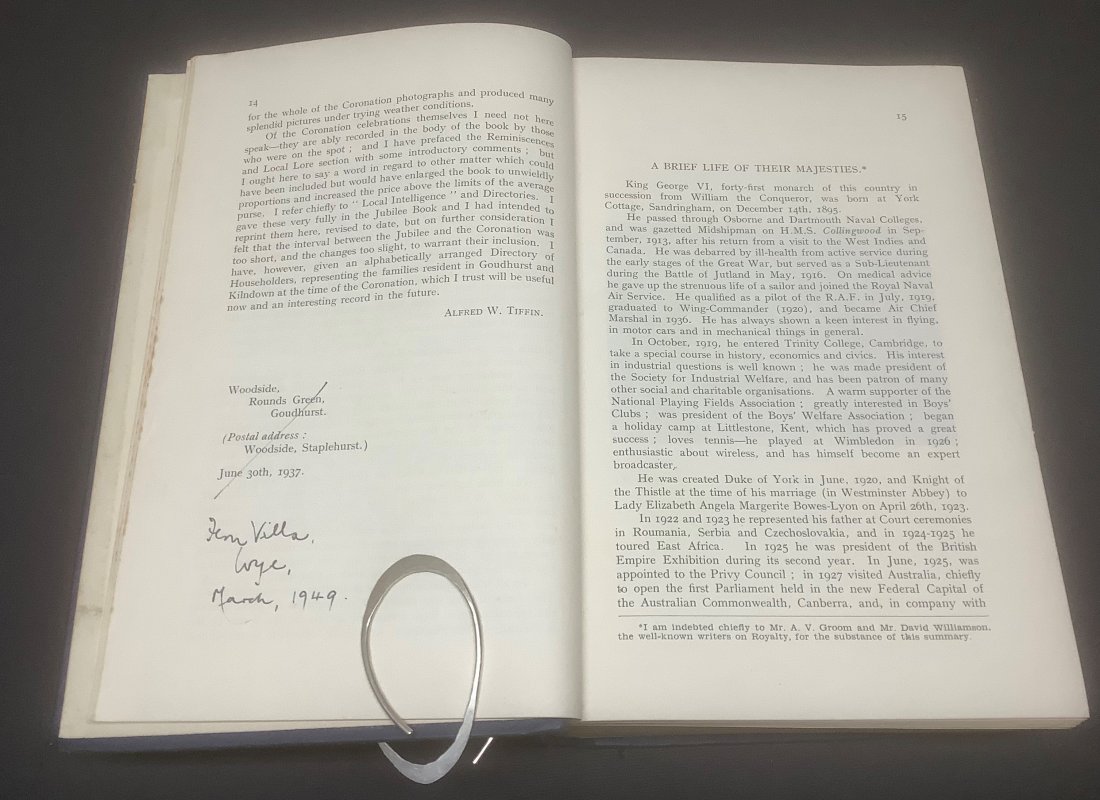 14
for the whole of the Coronation photographs and produced many
splendid pictures under trying weather conditions.
Of the Coronation celebrations themselves I need not here
speak—they are ably recorded in the body of the book by those
who were on the spot ; and I have prefaced the Reminiscences
and Local Lore section with some introductory comments ; but
I ought here to say a word in regard to other matter which could
have been included but would have enlarged the book to unwieldly
proportions and increased the price above the limits of the average
purse. I refer chiefly to " Local Intelligence " and Directories. I
gave these very fully in the Jubilee Book and I had intended to
reprint them here, revised to date, but on further consideration I
felt that the interval between the Jubilee and the Coronation was
too short, and the changes too slight, to warrant their inclusion. I
have, however, given an alphabetically arranged Directory of
Householders, representing the families resident in Goudhurst and
Kilndown at the time of the Coronation, which I trust will be useful
now and an interesting record in the future.
ALFRED W. TIFFIN.
Woodside,
Rounds Green,
Goudhurst.
(Postal address :
Woodside, Staplehurst.)
June 30th, 1937.
Fern Villa,
Wye,
March, 1949.
15
A BRIEF LIFE OF THEIR MAJESTIES.*
King George VI, forty-first monarch of this country in
succession from William the Conqueror, was born at York
Cottage, Sandringham, on December 14th, 1895.
He passed through Osborne and Dartmouth Naval Colleges,
and was gazetted Midshipman on H.M.S. Collingwood in Sep-
tember, 1913, after his return from a visit to the West Indies and
Canada. He was debarred by ill-health from active service during
the early stages of the Great War, but served as a Sub-Lieutenant
during the Battle of Jutland in May, 1916. On medical advice
he gave up the strenuous life of a sailor and joined the Royal Naval
Air Service. He qualified as a pilot of the R.A.F. in July, 1919,
graduated to Wing-Commander (1920), and became Air Chief
Marshal in 1936. He has always shown a keen interest in flying,
in motor cars and in mechanical things in general.
In October, 1919, he entered Trinity College, Cambridge, to
take a special course in history, economics and civics. His interest
in industrial questions is well known ; he was made president of
the Society for Industrial Welfare, and has been patron of many
other social and charitable organisations. A warm supporter of the
National Playing Fields Association ; greatly interested in Boys'
Clubs ; was president of the Boys' Welfare Association ; began
a holiday camp at Littlestone, Kent, which has proved a great
success ; loves tennis—he played at Wimbledon in 1926 ;
enthusiastic about wireless, and has himself become an expert
broadcaster.
He was created Duke of York in June, 1920, and Knight of
the Thistle at the time of his marriage (in Westminster Abbey) to
Lady Elizabeth Angela Margerite Bowes-Lyon on April 26th, 1923.
In 1922 and 1923 he represented his father at Court ceremonies
in Roumania, Serbia and Czechoslovakia, and in 1924-1925 he
toured East Africa. In 1925 he was president of the British
Empire Exhibition during its second year. In June, 1925, was
appointed to the Privy Council ; in 1927 visited Australia, chiefly
to open the first Parliament held in the new Federal Capital of
the Australian Commonwealth, Canberra, and, in company with
*I am indebted chiefly to Mr. A. V. Groom and Mr. David Williamson,
the well-known writers on Royalty, for the substance of this summary.